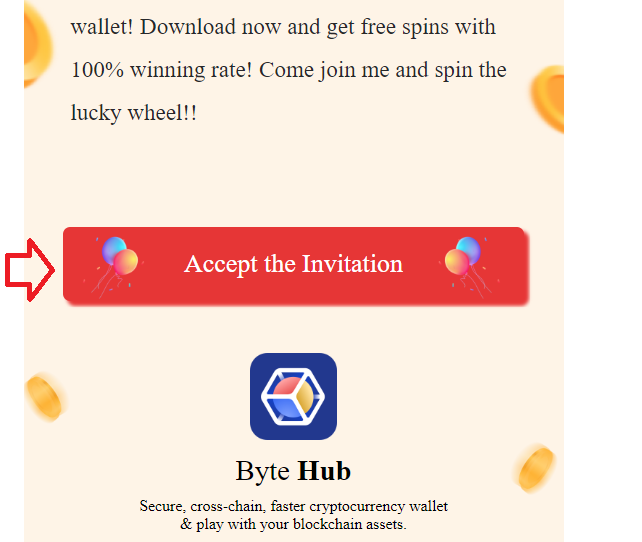 wallet! Download now and get free spins with
100% winning rate! Come join me and spin the
lucky wheel!!
Accept the Invitation
Byte Hub
Secure, cross-chain, faster cryptocurrency wallet
& play with your blockchain assets.